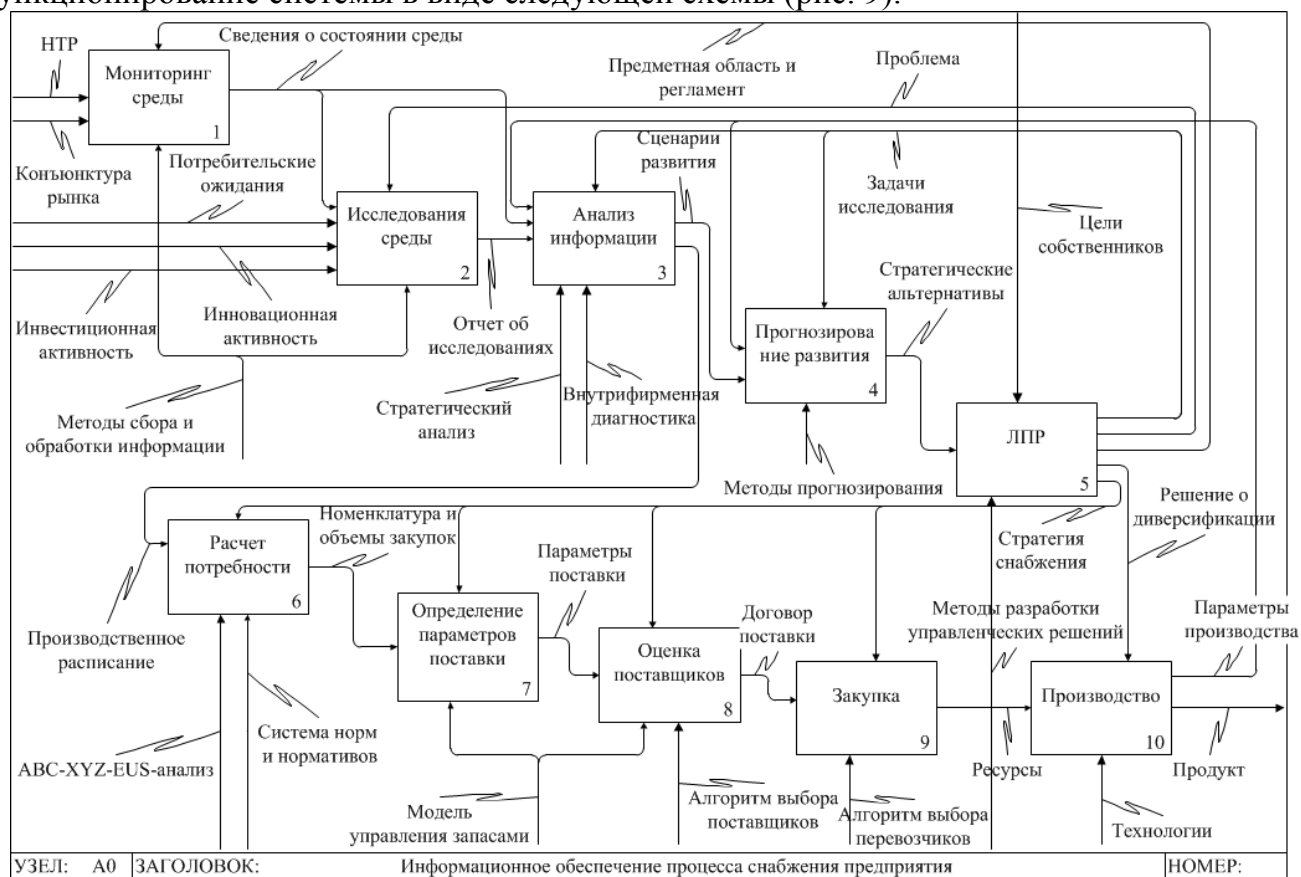 ункционирование системы в виде следующей схемы (рис. 9).
НТР
Сведения о состоянии среды
Мониторинг
среды
1
Предметная область и
регламент
Проблема
Конъюнктура
рынка
Потребительские
ожидания
Сценарии
развития
Исследования
среды
2
Анализ
информации
3
Задачи
исследования
Цели
собственников
Инвестиционная
активность
Инновационная
активность
Отчет об
исследованиях
Стратегические
альтернативы
Прогнозирова
ние развития
4
Методы сбора и
обработки информации
Стратегический
анализ
Внутрифирменная
диагностика
ЛПР
5
Методы прогнозирования
Номенклатура и
объемы закупок
Решение о
диверсификации
Расчет
потребности
6
Параметры
поставки
Стратегия
снабжения
Производственное
расписание
Определение
параметров
поставки
7
Оценка
поставщиков
8
Договор
поставки
Методы разработки
управленческих решений
Параметры
производства
Закупка
9
Производство
10
Система норм
и нормативов
ABC-XYZ-EUS-анализ
Ресурсы
Продукт
Модель
управления запасами
Алгоритм выбора
поставщиков
Алгоритм выбора
перевозчиков
Технологии
УЗЕЛ: А0 ЗАГОЛОВОК: Информационное обеспечение процесса снабжения предприятия НОМЕР: